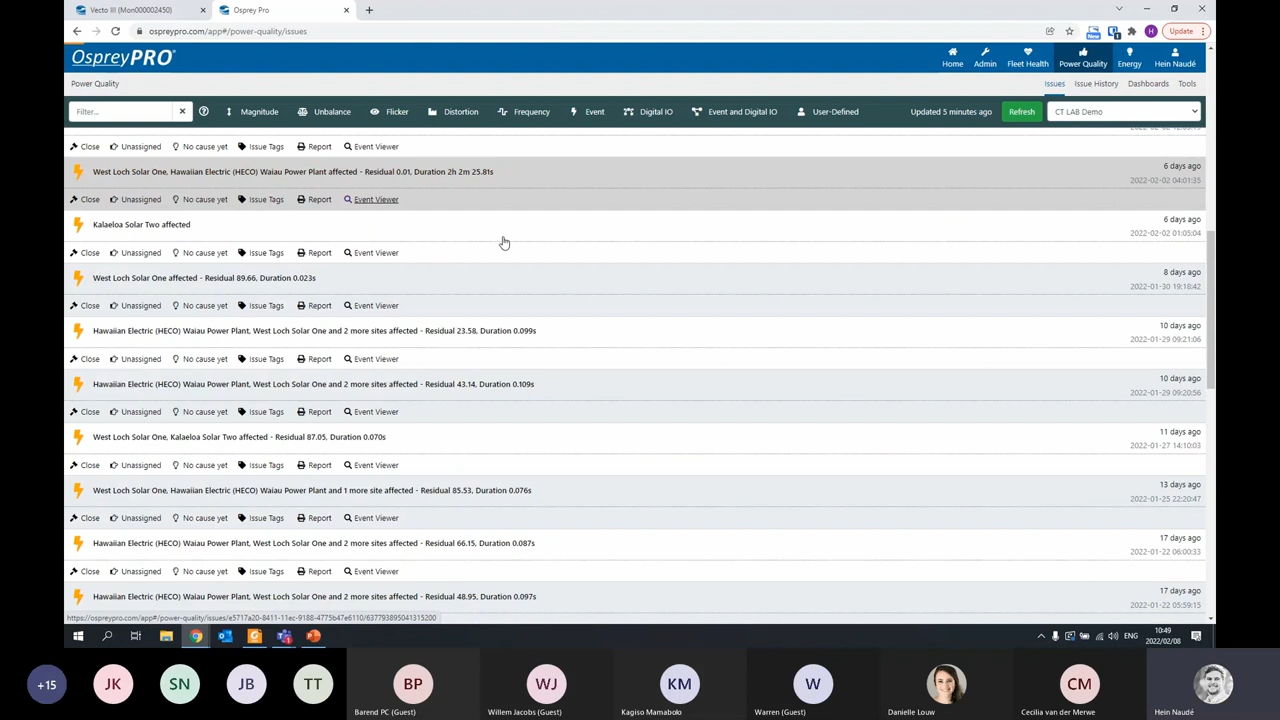 Vecto III (Mon000002450)
Osprey Pro
ospreypro.com/app#/power-quality/issues
New
Update
OspreyPRO
Home
Admin
Fleet Health
Power Quality
Energy
Hein Naudé
Power Quality
Issues
Issue History
Dashboards
Tools
Filter...
Magnitude
Unbalance
Flicker
Distortion
Frequency
Event
Digital IO
Event and Digital IO
User-Defined
Updated 5 minutes ago
Refresh
CT LAB Demo
Close Unassigned No cause yet Issue Tags Report Event Viewer
West Loch Solar One, Hawaiian Electric (HECO) Waiau Power Plant affected - Residual 0.01, Duration 2h 2m 25.81s
6 days ago
2022-02-02 04:01:35
Close Unassigned No cause yet Issue Tags Report Event Viewer
Kalaeloa Solar Two affected
6 days ago
2022-02-02 01:05:04
Close Unassigned No cause yet Issue Tags Report Event Viewer
West Loch Solar One affected - Residual 89.66, Duration 0.023s
8 days ago
2022-01-30 19:18:42
Close Unassigned No cause yet Issue Tags Report Event Viewer
Hawaiian Electric (HECO) Waiau Power Plant, West Loch Solar One and 2 more sites affected - Residual 23.58, Duration 0.099s
10 days ago
2022-01-29 09:21:06
Close Unassigned No cause yet Issue Tags Report Event Viewer
Hawaiian Electric (HECO) Waiau Power Plant, West Loch Solar One and 2 more sites affected - Residual 43.14, Duration 0.109s
10 days ago
2022-01-29 09:20:56
Close Unassigned No cause yet Issue Tags Report Event Viewer
West Loch Solar One, Kalaeloa Solar Two affected - Residual 87.05, Duration 0.070s
11 days ago
2022-01-27 14:10:03
Close Unassigned No cause yet Issue Tags Report Event Viewer
West Loch Solar One, Hawaiian Electric (HECO) Waiau Power Plant and 1 more site affected - Residual 85.53, Duration 0.076s
13 days ago
2022-01-25 22:20:47
Close Unassigned No cause yet Issue Tags Report Event Viewer
Hawaiian Electric (HECO) Waiau Power Plant, West Loch Solar One and 2 more sites affected - Residual 66.15, Duration 0.087s
17 days ago
2022-01-22 06:00:33
Close Unassigned No cause yet Issue Tags Report Event Viewer
Hawaiian Electric (HECO) Waiau Power Plant, West Loch Solar One and 2 more sites affected - Residual 48.95, Duration 0.097s
17 days ago
2022-01-22 05:59:15
https://ospreypro.com/app#/power-quality/issues/e5717a20-8411-11ec-9188-4775b47e6110/637793895041315200
ENG
10:49
2022/02/08
+15
JK
SN
JB
TT
BP
Barend PC (Guest)
WJ
Willem Jacobs (Guest)
KM
Kagiso Mamabolo
W
Warren (Guest)
Danielle Louw
CM
Cecilia van der Merwe
Hein Naudé